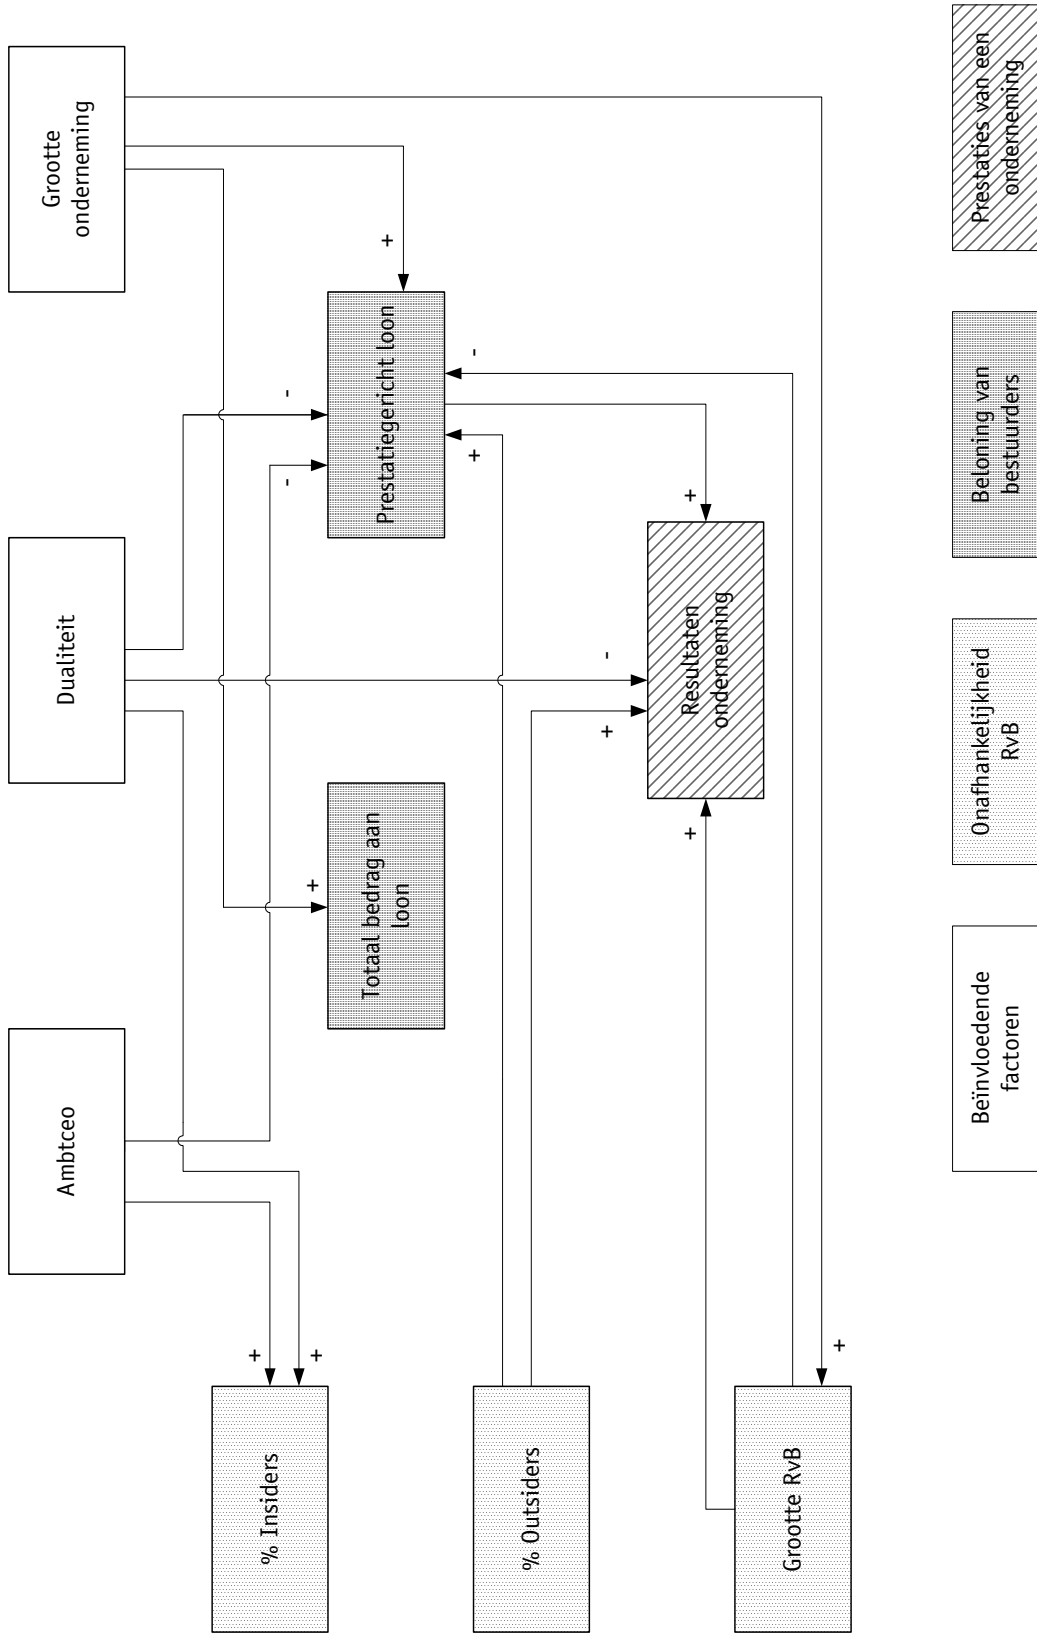 Ambtceo
Dualiteit
Grootte
onderneming
+
% Insiders
+
-
-
+
Totaal bedrag aan
loon
Prestatiegericht loon
+
+
-
% Outsiders
+
-
Resultaten
onderneming
+
+
Grootte RvB
+
Beïnvloedende
factoren
Onafhankelijkheid
RvB
Beloning van
bestuurders
Prestaties van een
onderneming